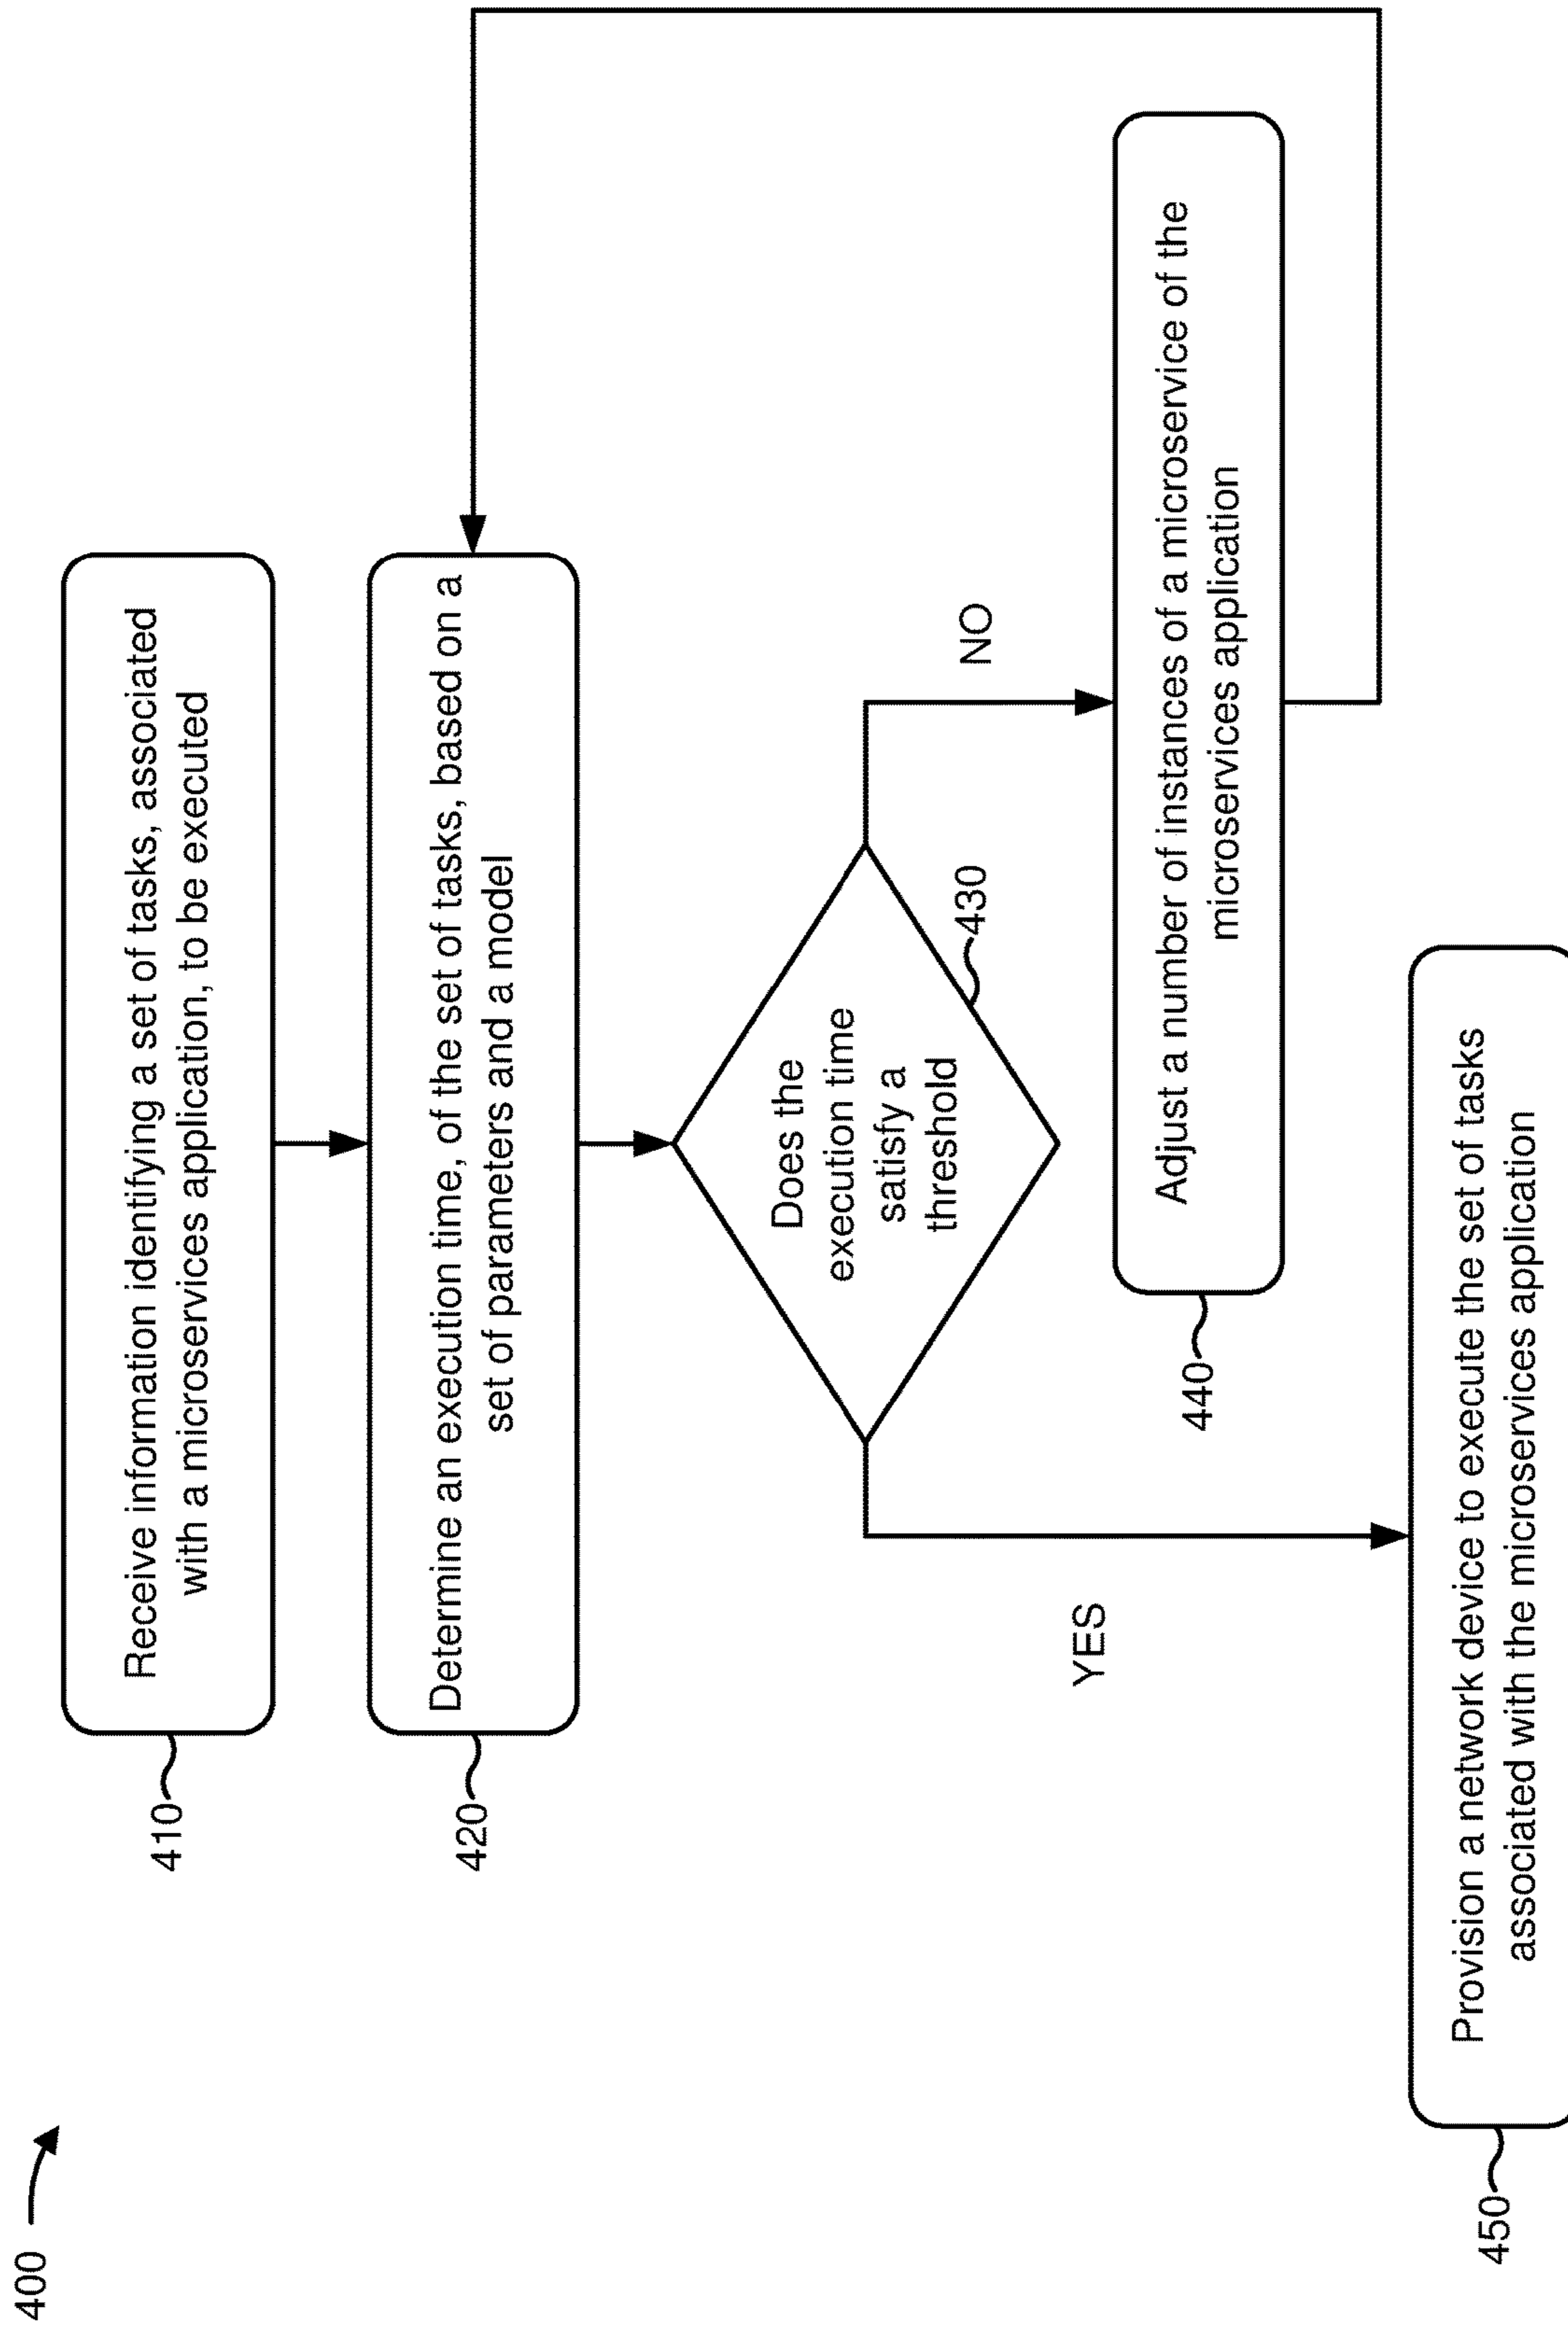 400
410
Receive information identifying a set of tasks, associated
with a microservices application, to be executed
420
Determine an execution time, of the set of tasks, based on a
set of parameters and a model
Does the
execution time
satisfy a
threshold
430
YES
NO
440
Adjust a number of instances of a microservice of the
microservices application
450
Provision a network device to execute the set of tasks
associated with the microservices application